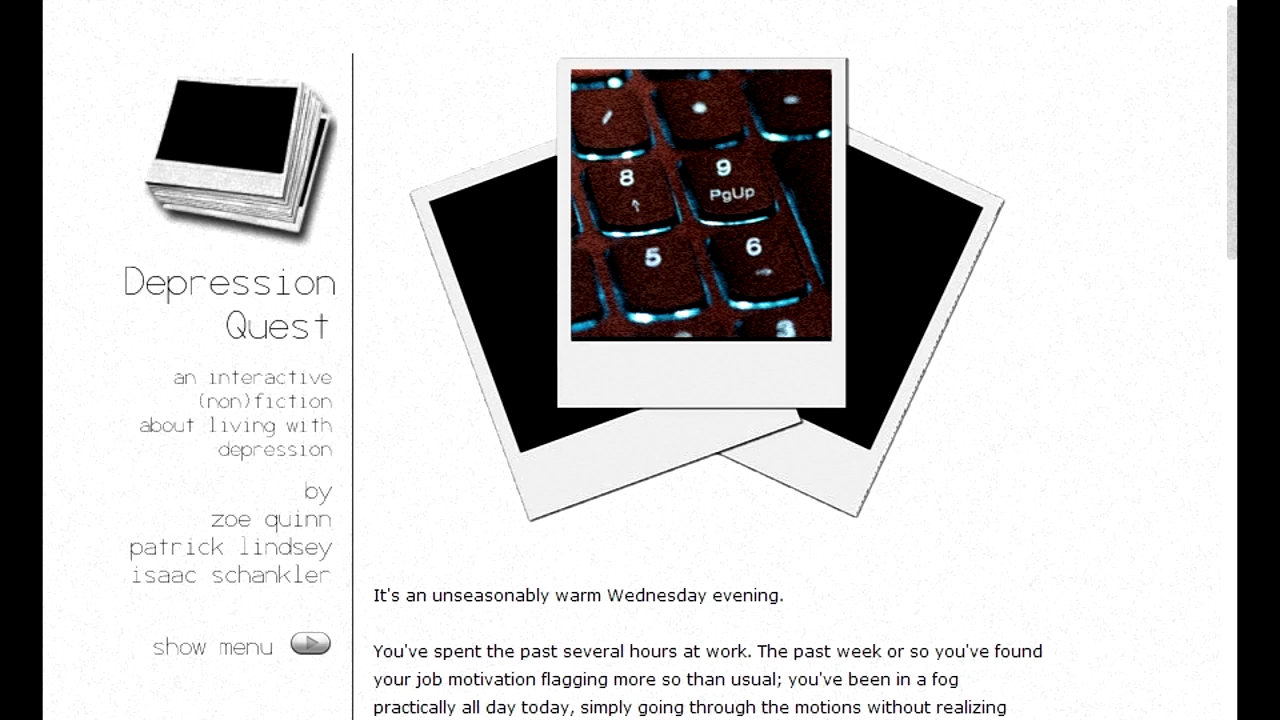 Depression
Quest
an interactive
(non)fiction
about living with
depression
by
zoe quinn
patrick lindsey
isaac schankler
show menu
8
9
PgUp
5
6
3
It's an unseasonably warm Wednesday evening.
You've spent the past several hours at work. The past week or so you've found
your job motivation flagging more so than usual; you've been in a fog
practically all day today, simply going through the motions without realizing